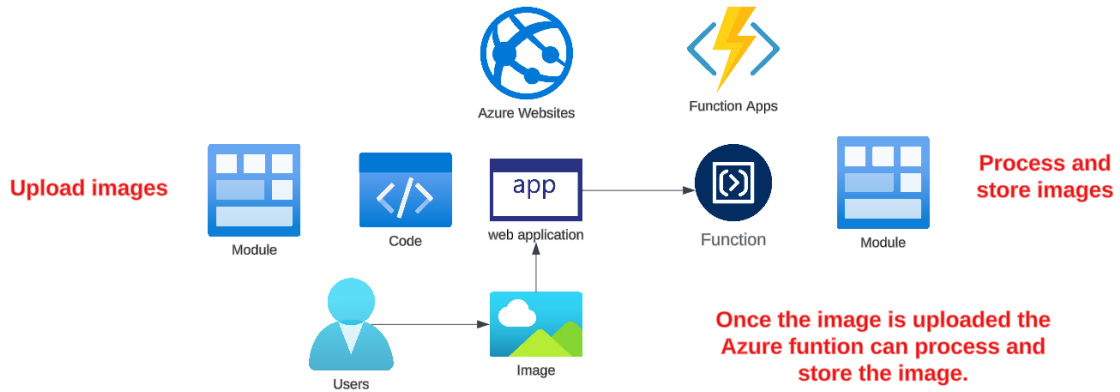 Azure Websites
Function Apps
Upload images
Module
Code
app
web application
Function
Module
Process and
store images
Users
Image
Once the image is uploaded the
Azure funtion can process and
store the image.